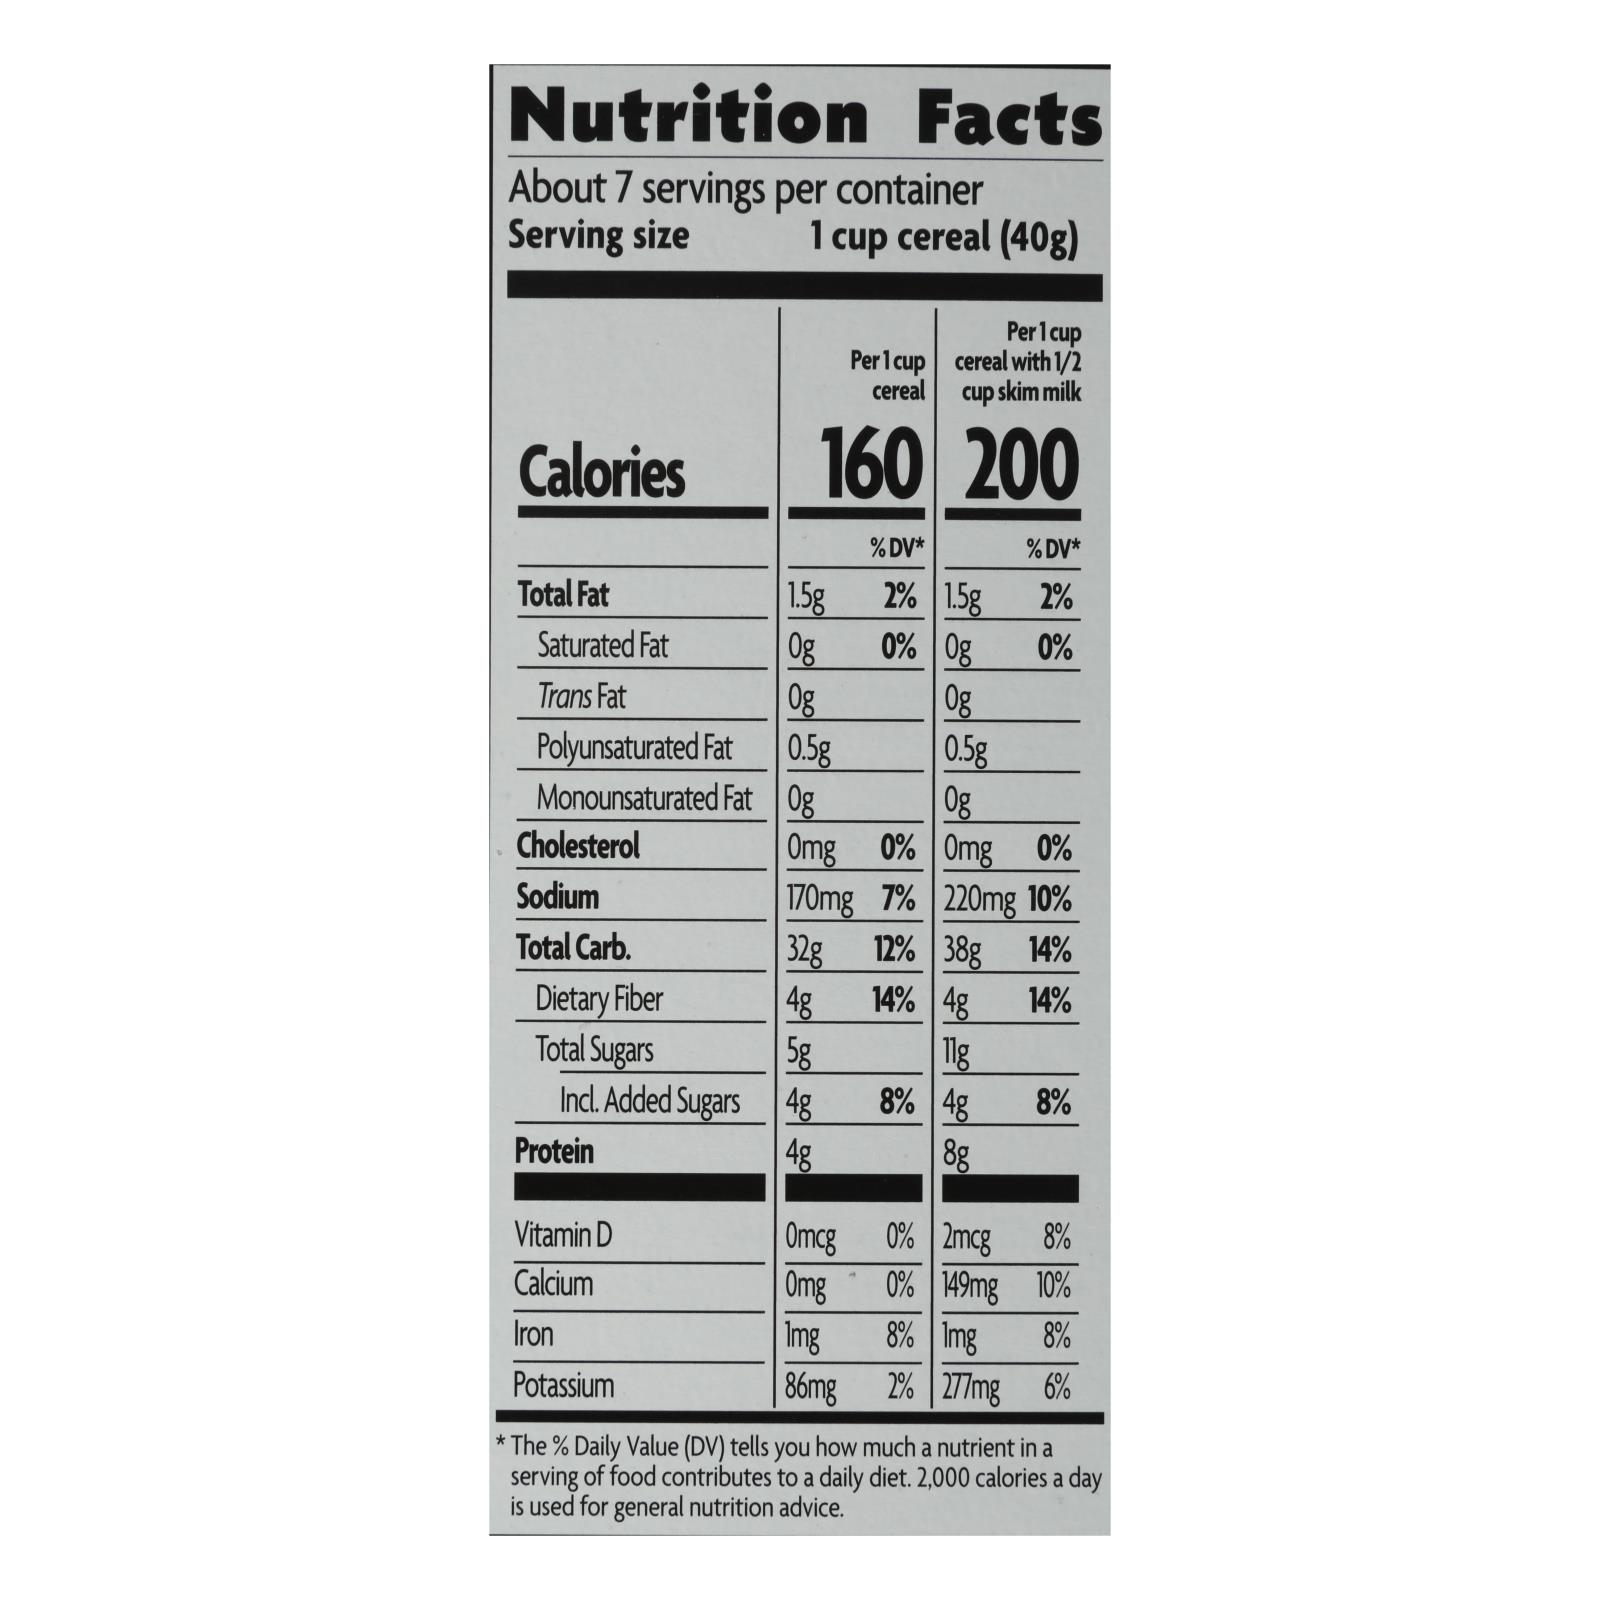 Nutrition Facts
About 7 servings per container
Serving size 1 cup cereal (40g)
Per 1 cup
cereal
Per 1 cup
cereal with 1/2
cup skim milk
Calories 160 200
% DV* % DV*
Total Fat 1.5g 2% 1.5g 2%
Saturated Fat 0g 0% 0g 0%
Trans Fat 0g 0g
Polyunsaturated Fat 0.5g 0.5g
Monounsaturated Fat 0g 0g
Cholesterol 0mg 0% 0mg 0%
Sodium 170mg 7% 220mg 10%
Total Carb. 32g 12% 38g 14%
Dietary Fiber 4g 14% 4g 14%
Total Sugars 5g 11g
Incl. Added Sugars 4g 8% 4g 8%
Protein 4g 8g
Vitamin D 0mcg 0% 2mcg 8%
Calcium 0mg 0% 149mg 10%
Iron 1mg 8% 1mg 8%
Potassium 86mg 2% 277mg 6%
* The % Daily Value (DV) tells you how much a nutrient in a
serving of food contributes to a daily diet. 2,000 calories a day
is used for general nutrition advice.